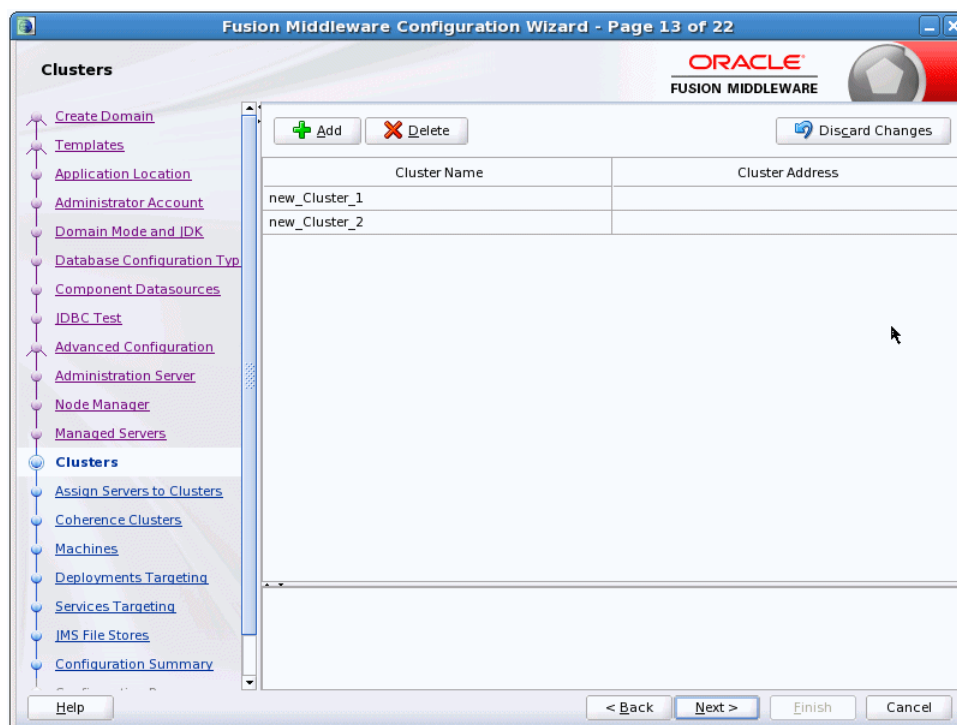 Fusion Middleware Configuration Wizard - Page 13 of 22
Clusters
ORACLE
FUSION MIDDLEWARE
Create Domain
Templates
Application Location
Administrator Account
Domain Mode and JDK
Database Configuration Typ
Component Datasources
JDBC Test
Advanced Configuration
Administration Server
Node Manager
Managed Servers
Clusters
Assign Servers to Clusters
Coherence Clusters
Machines
Deployments Targeting
Services Targeting
JMS File Stores
Configuration Summary
Add Delete Discard Changes
Cluster Name Cluster Address
new_Cluster_1
new_Cluster_2
Help < Back Next > Finish Cancel